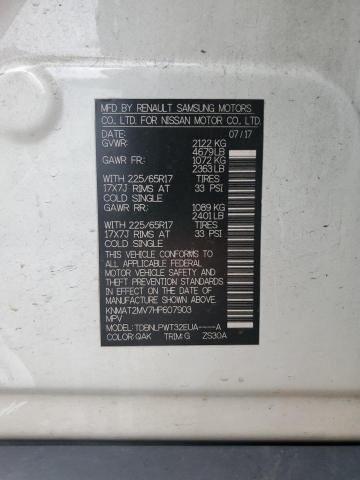 MFD BY RENAULT SAMSUNG MOTORS
CO., LTD. FOR NISSAN MOTOR CO., LTD.
DATE: 07/17
GVWR: 2122 KG
4679LB
GAWR FR: 1072 KG
2363LB
WITH 225/65R17 TIRES
17X7J RIMS AT 33 PSI
COLD SINGLE
GAWR RR: 1089 KG
2401LB
WITH 225/65R17 TIRES
17X7J RIMS AT 33 PSI
COLD SINGLE
THIS VEHICLE CONFORMS TO
ALL APPLICABLE FEDERAL
MOTOR VEHICLE SAFETY AND
THEFT PREVENTION STANDARDS
IN EFFECT ON THE DATE OF
MANUFACTURE SHOWN ABOVE.
KNMAT2MV7HP607903
MPV
MODEL: TDBNLPWT32EUA-----A
COLOR: QAK TRIM: G ZS30A